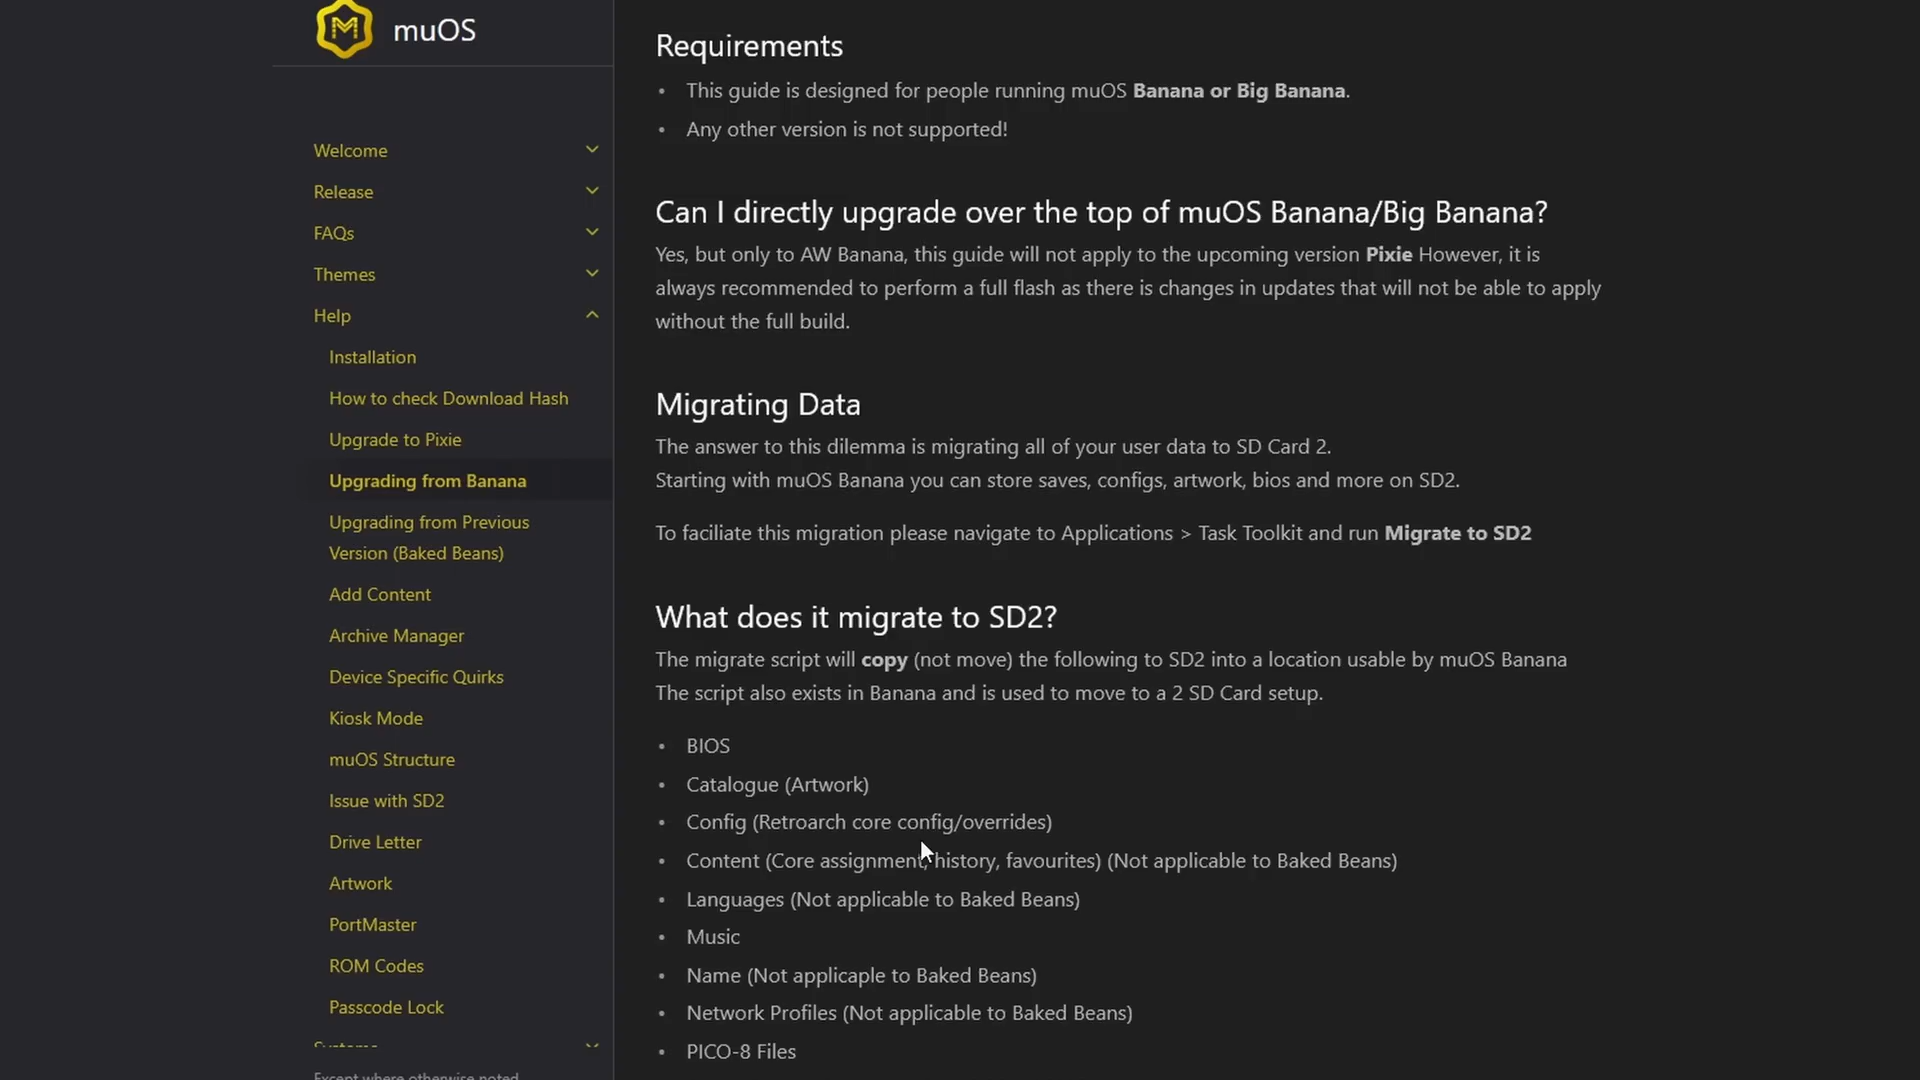 muOS
Welcome
Release
FAQs
Themes
Help
Installation
How to check Download Hash
Upgrade to Pixie
Upgrading from Banana
Upgrading from Previous
Version (Baked Beans)
Add Content
Archive Manager
Device Specific Quirks
Kiosk Mode
muOS Structure
Issue with SD2
Drive Letter
Artwork
PortMaster
ROM Codes
Passcode Lock
Systems
Except where otherwise noted
Requirements
• This guide is designed for people running muOS Banana or Big Banana.
• Any other version is not supported!
Can I directly upgrade over the top of muOS Banana/Big Banana?
Yes, but only to AW Banana, this guide will not apply to the upcoming version Pixie However, it is
always recommended to perform a full flash as there is changes in updates that will not be able to apply
without the full build.
Migrating Data
The answer to this dilemma is migrating all of your user data to SD Card 2.
Starting with muOS Banana you can store saves, configs, artwork, bios and more on SD2.
To faciliate this migration please navigate to Applications > Task Toolkit and run Migrate to SD2
What does it migrate to SD2?
The migrate script will copy (not move) the following to SD2 into a location usable by muOS Banana
The script also exists in Banana and is used to move to a 2 SD Card setup.
• BIOS
• Catalogue (Artwork)
• Config (Retroarch core config/overrides)
• Content (Core assignment, history, favourites) (Not applicable to Baked Beans)
• Languages (Not applicable to Baked Beans)
• Music
• Name (Not applicaple to Baked Beans)
• Network Profiles (Not applicable to Baked Beans)
• PICO-8 Files